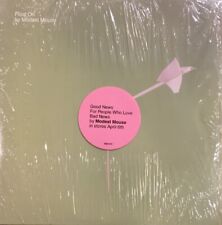 Float On
by Modest Mouse
Good News
For People Who Love
Bad News
by Modest Mouse
in stores April 6th